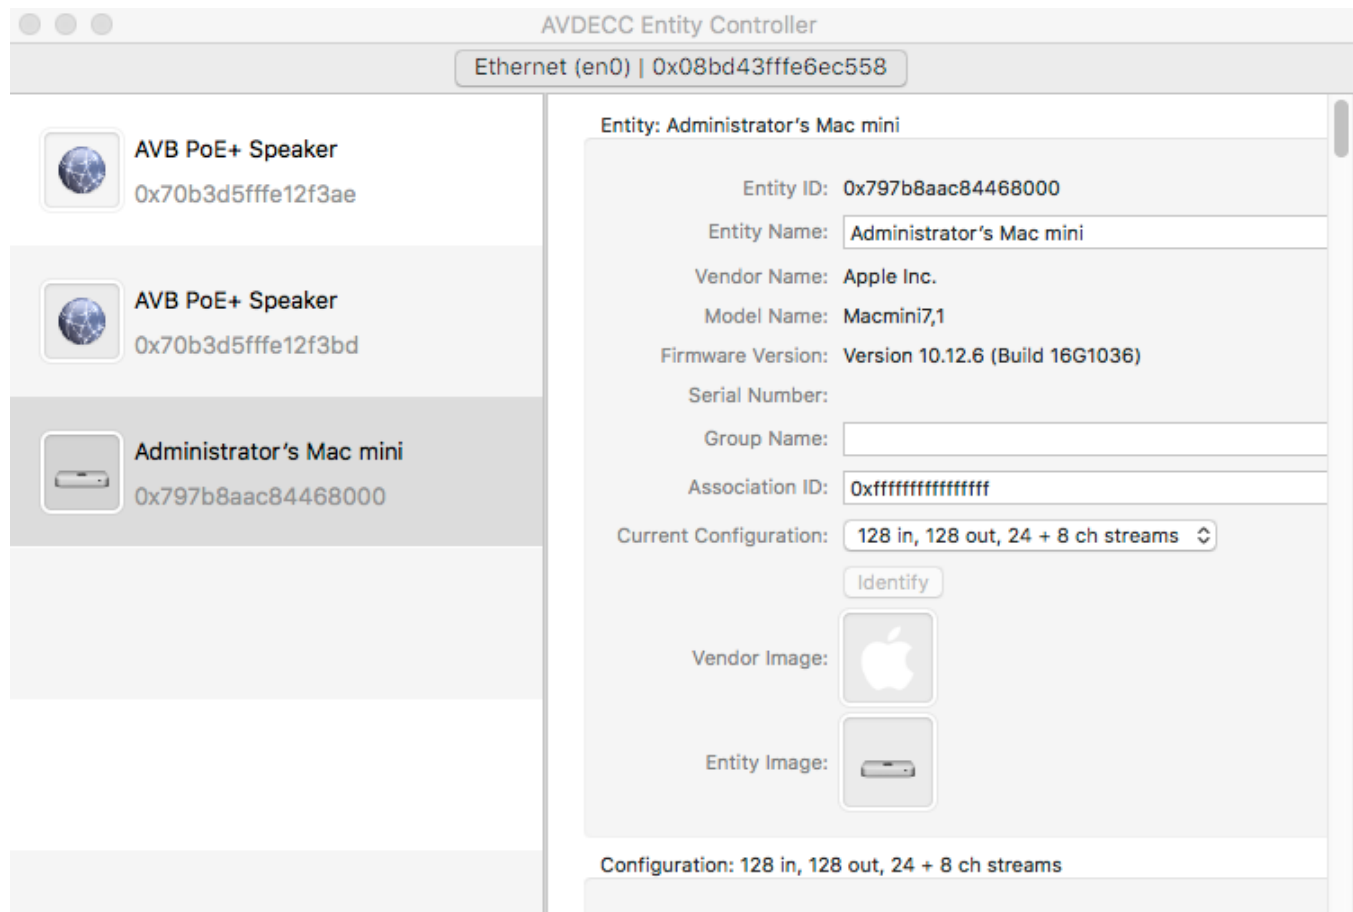 AVDECC Entity Controller
Ethernet (en0) | 0x08bd43fffe6ec558
AVB PoE+ Speaker
0x70b3d5fffe12f3ae
AVB PoE+ Speaker
0x70b3d5fffe12f3bd
Administrator's Mac mini
0x797b8aac84468000
Entity: Administrator's Mac mini
Entity ID: 0x797b8aac84468000
Entity Name: Administrator's Mac mini
Vendor Name: Apple Inc.
Model Name: Macmini7,1
Firmware Version: Version 10.12.6 (Build 16G1036)
Serial Number:
Group Name:
Association ID: 0xffffffffffffffff
Current Configuration: 128 in, 128 out, 24 + 8 ch streams
Identify
Vendor Image:
Entity Image:
Configuration: 128 in, 128 out, 24 + 8 ch streams